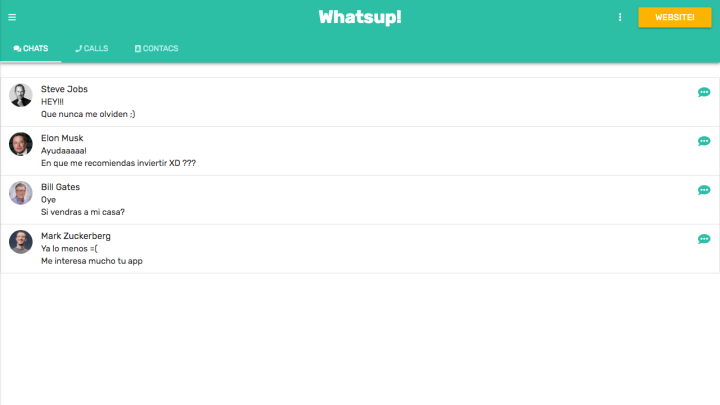 Whatsup!
WEBSITE!
CHATS
CALLS
CONTACS
Steve Jobs
HEY!!!
Que nunca me olviden ;)
Elon Musk
Ayudaaaaa!
En que me recomiendas inviertir XD ???
Bill Gates
Oye
Si vendras a mi casa?
Mark Zuckerberg
Ya lo menos =(
Me interesa mucho tu app